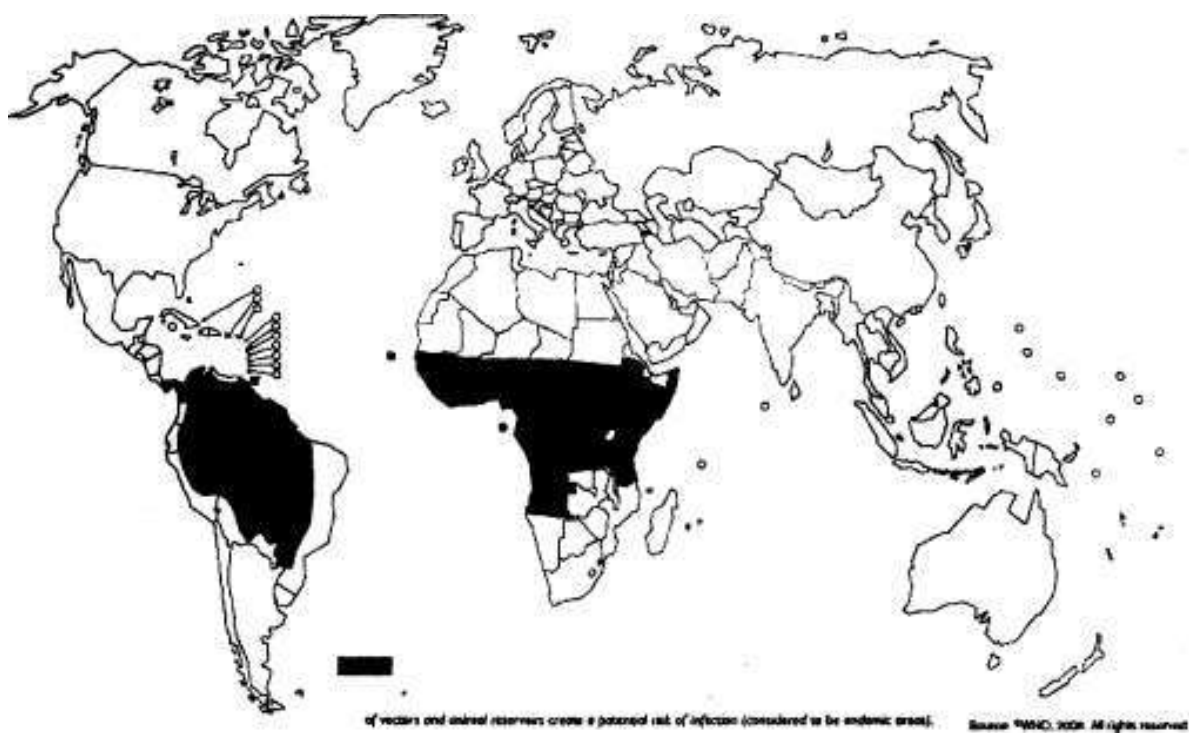 of vectors and animal reservoirs create a potential risk of infection (considered to be endemic areas).
Source: ©WHO, 2008. All rights reserved